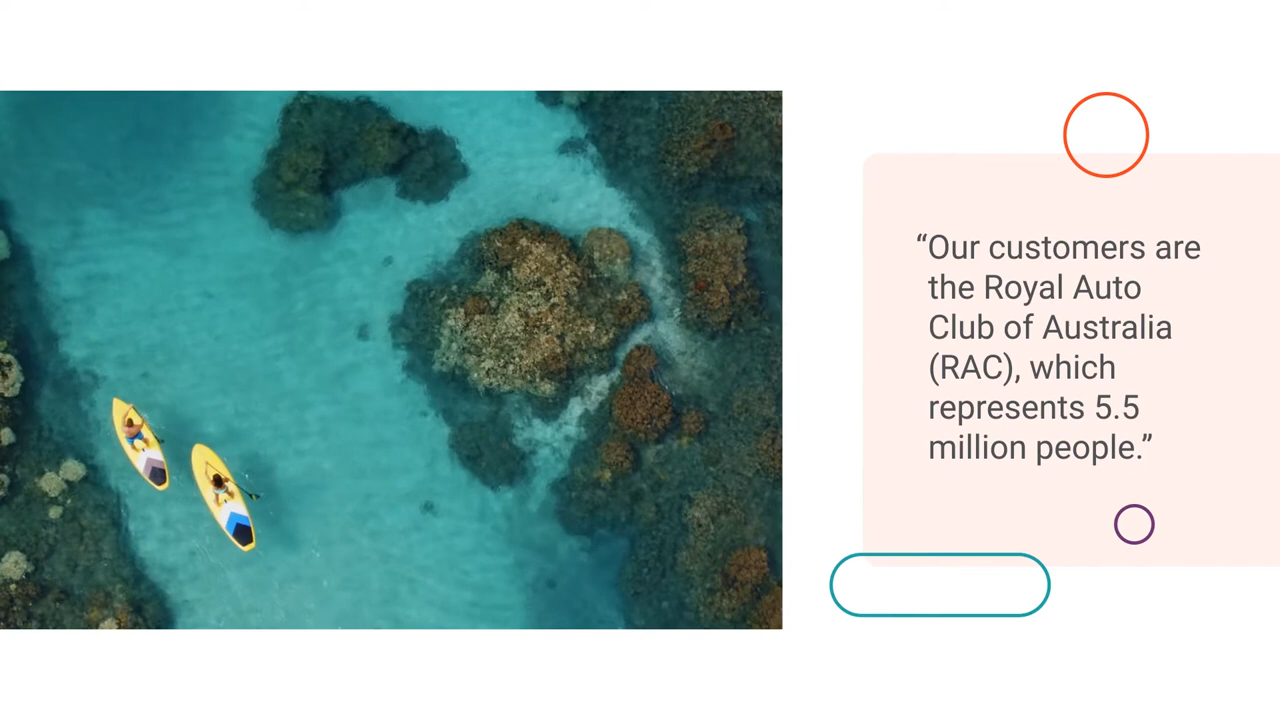 “Our customers are
the Royal Auto
Club of Australia
(RAC), which
represents 5.5
million people.”